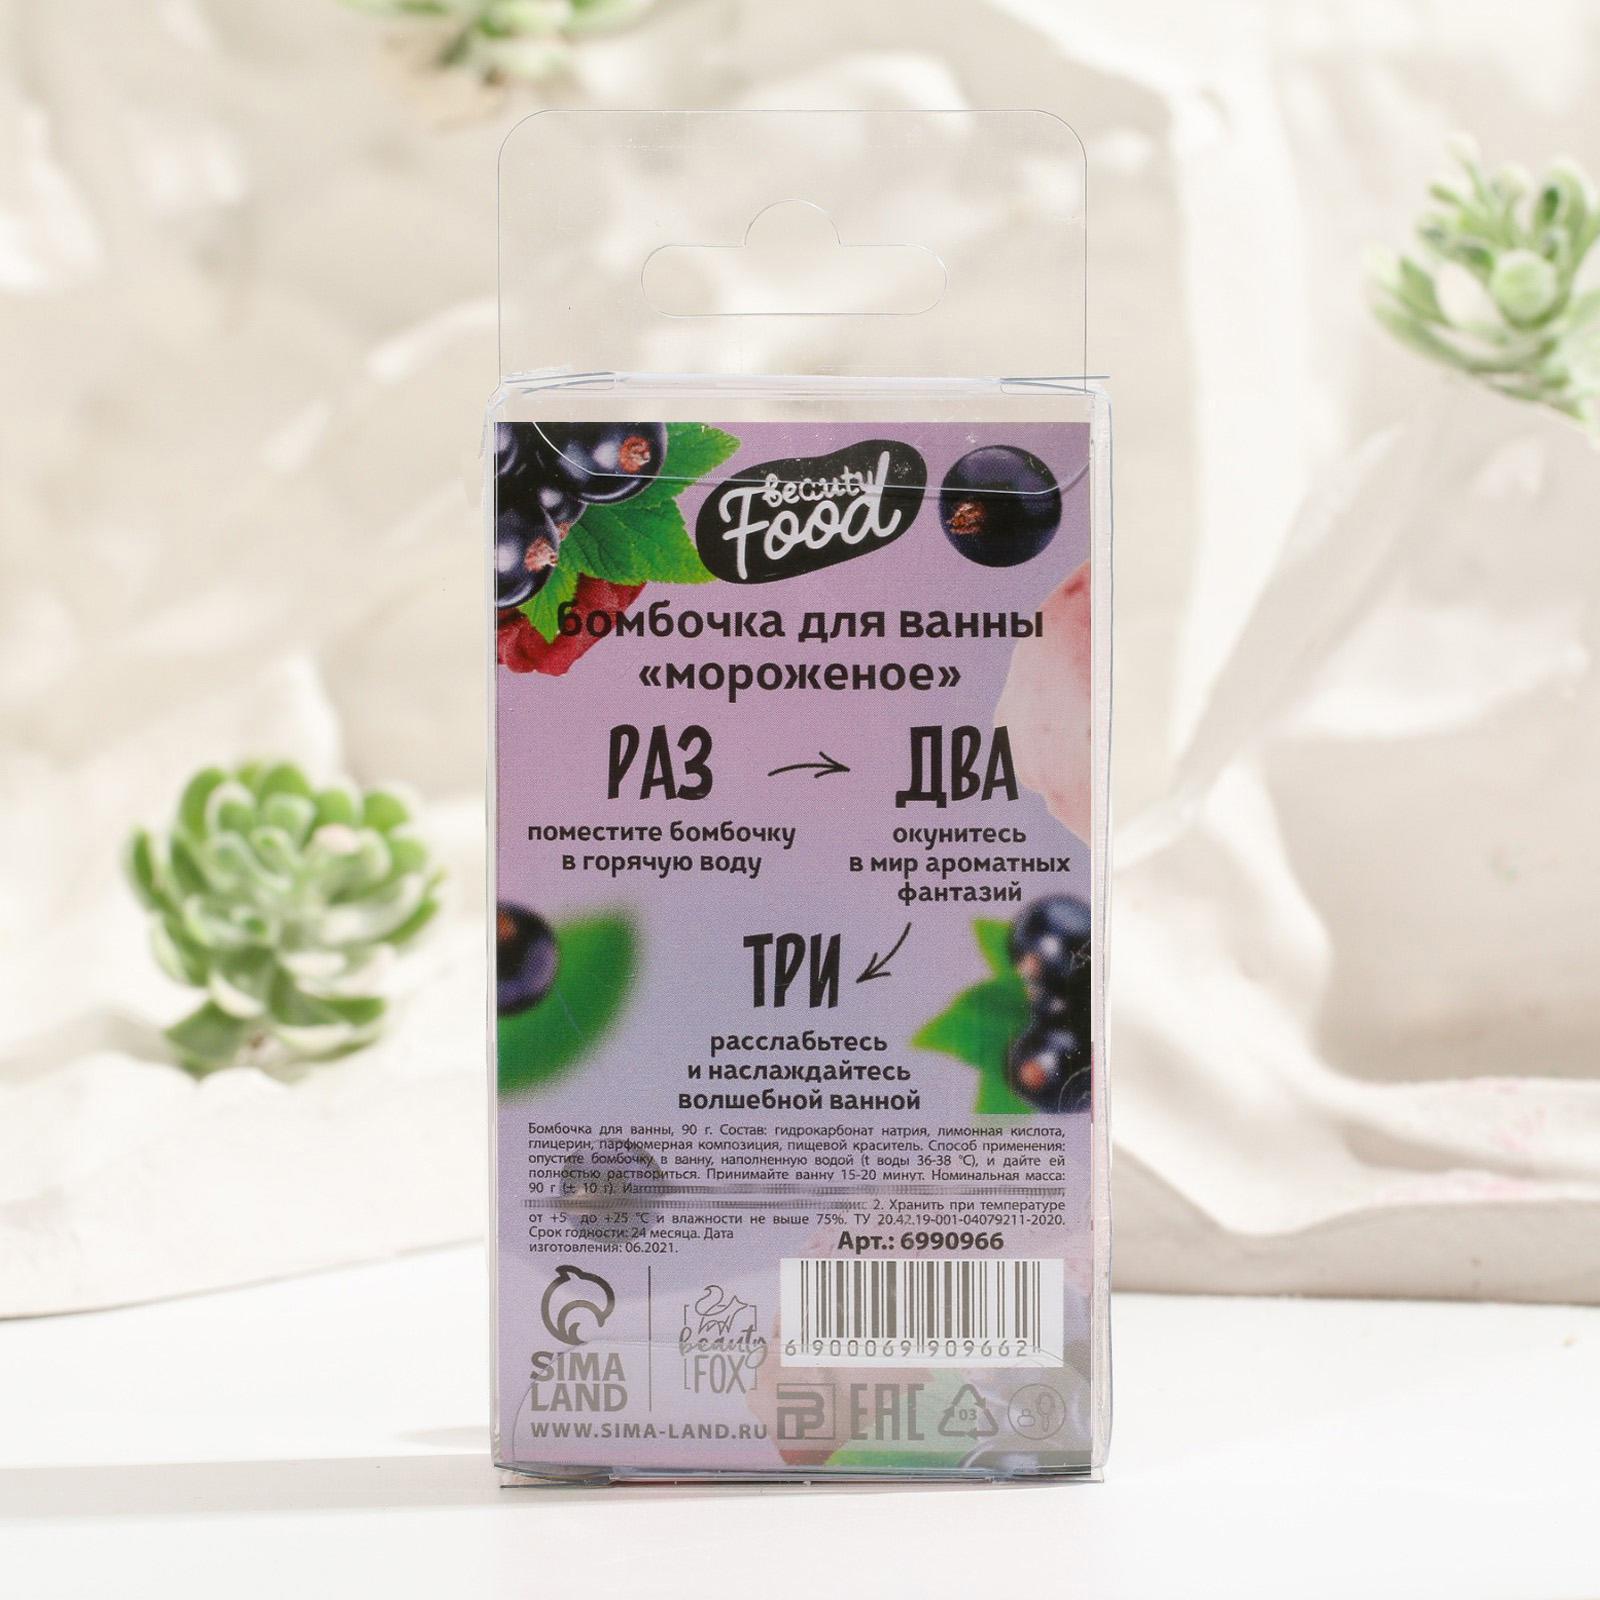 beauty
Food
бомбочка для ванны
«мороженое»
РАЗ
поместите бомбочку
в горячую воду
ДВА
окунитесь
в мир ароматных
фантазий
ТРИ
расслабьтесь
и наслаждайтесь
волшебной ванной
Бомбочка для ванны, 90 г. Состав: гидрокарбонат натрия, лимонная кислота,
глицерин, парфюмерная композиция, пищевой краситель. Способ применения:
опустите бомбочку в ванну, наполненную водой (t воды 36-38 °C), и дайте ей
полностью раствориться. Принимайте ванну 15-20 минут. Номинальная масса:
90 г (± 10 г).
2. Хранить при температуре
от +5 до +25 °C и влажности не выше 75%. ТУ 20.42.19-001-04079211-2020.
Срок годности: 24 месяца. Дата
изготовления: 06.2021.
Арт.: 6990966
6 900069 909662
SIMA
LAND
beauty
FOX
WWW.SIMA-LAND.RU
EAC
03